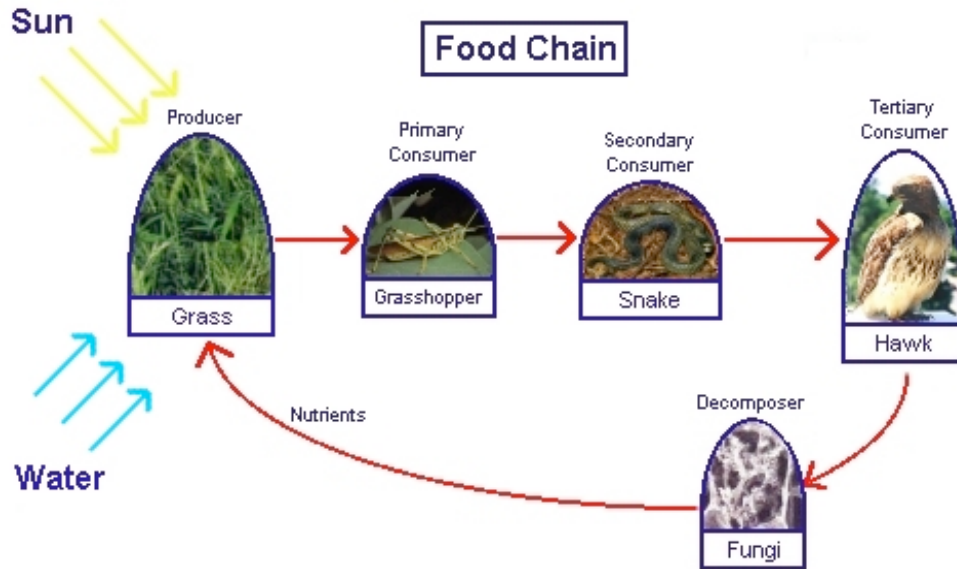 Sun
Food Chain
Producer
Primary
Consumer
Secondary
Consumer
Tertiary
Consumer
Grass
Grasshopper
Snake
Hawk
Water
Nutrients
Decomposer
Fungi